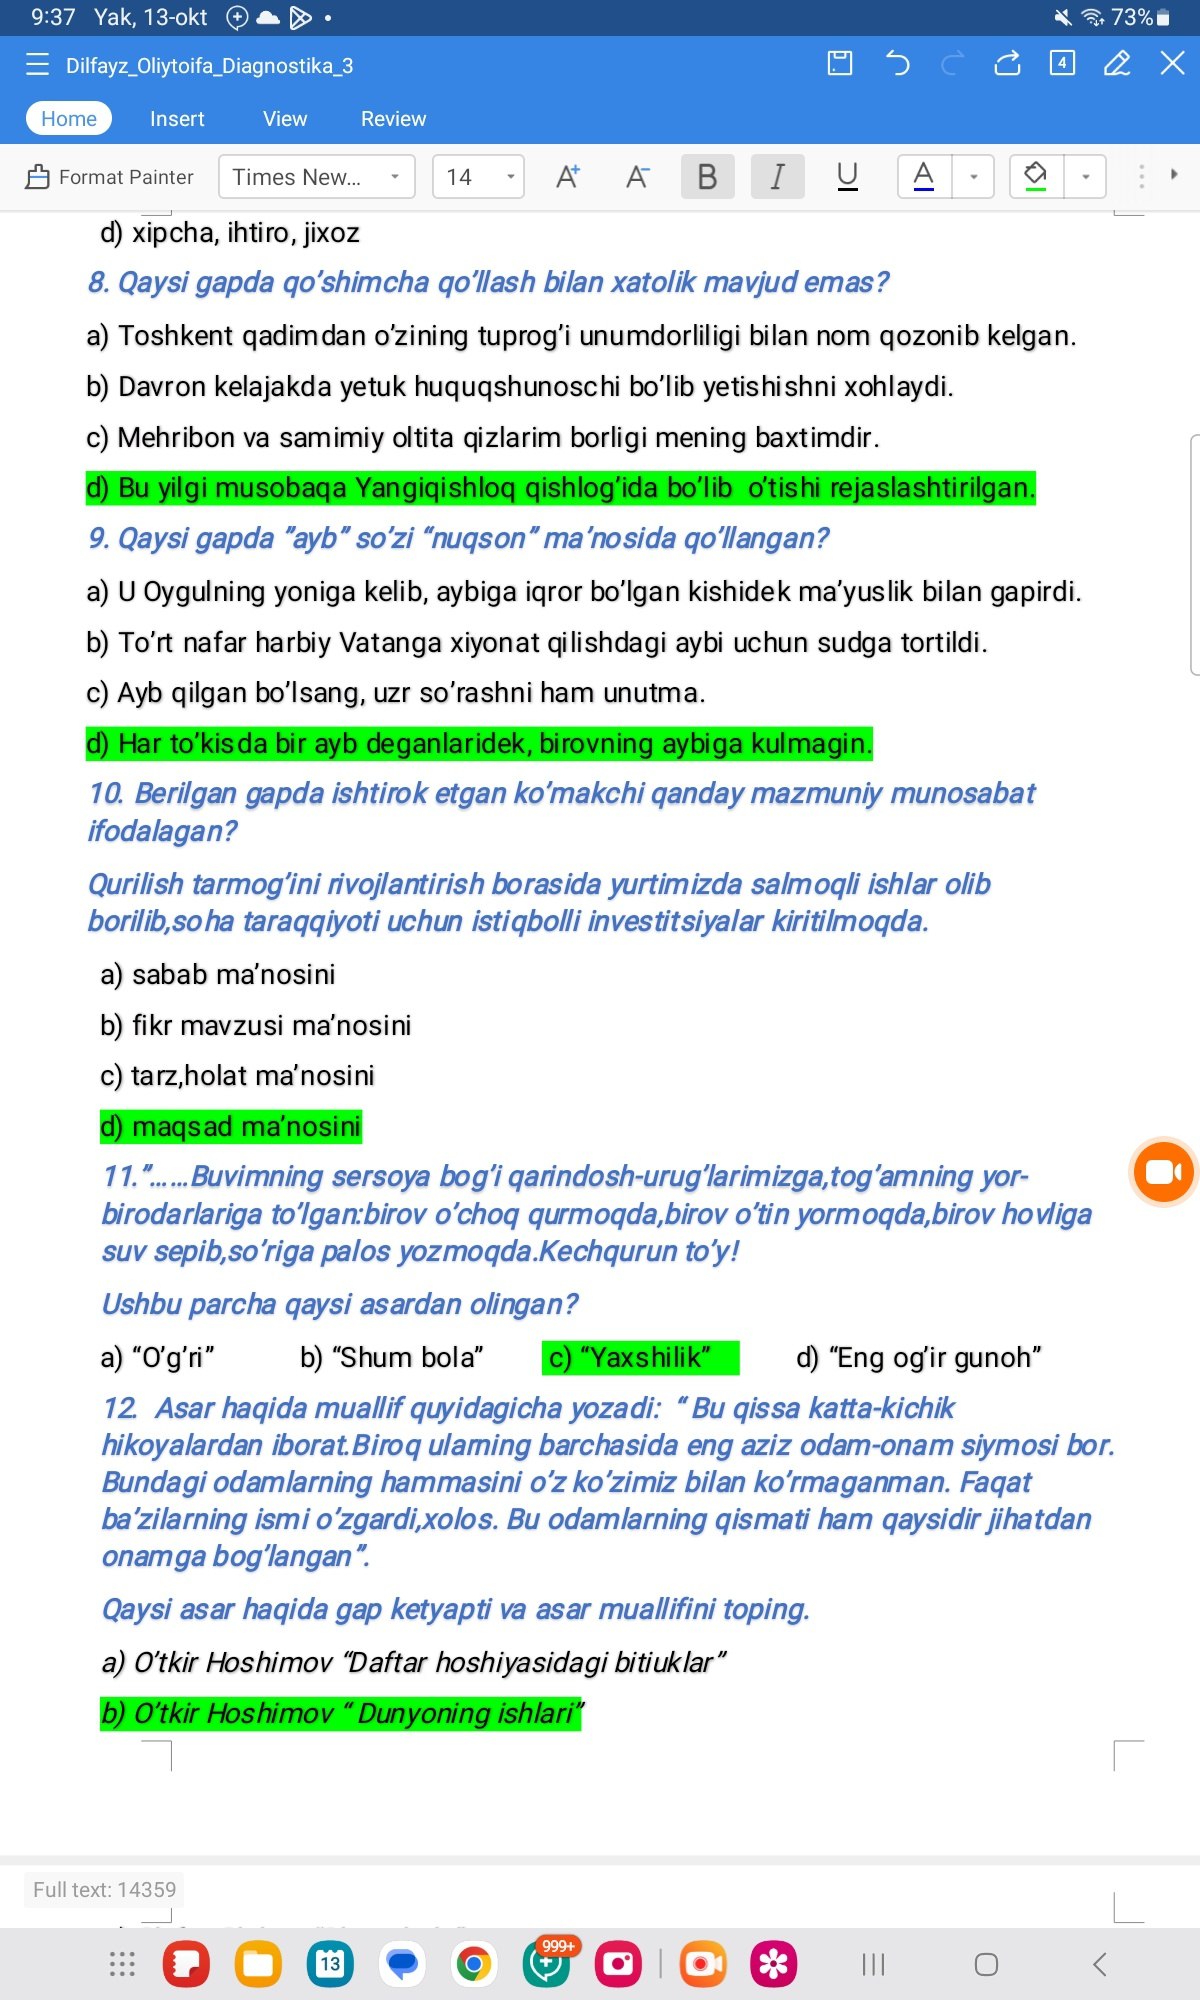 9:37 Yak, 13-okt
73%
Dilfayz_Oliytoifa_Diagnostika_3
4
Home Insert View Review
Format Painter Times New... 14 A+ A- B I U A
d) xipcha, ihtiro, jixoz
8. Qaysi gapda qo’shimcha qo’llash bilan xatolik mavjud emas?
a) Toshkent qadimdan o’zining tuprog’i unumdorliligi bilan nom qozonib kelgan.
b) Davron kelajakda yetuk huquqshunoschi bo’lib yetishishni xohlaydi.
c) Mehribon va samimiy oltita qizlarim borligi mening baxtimdir.
d) Bu yilgi musobaqa Yangiqishloq qishlog’ida bo’lib o’tishi rejaslashtirilgan.
9. Qaysi gapda ”ayb” so’zi “nuqson” ma’nosida qo’llangan?
a) U Oygulning yoniga kelib, aybiga iqror bo’lgan kishidek ma’yuslik bilan gapirdi.
b) To’rt nafar harbiy Vatanga xiyonat qilishdagi aybi uchun sudga tortildi.
c) Ayb qilgan bo’lsang, uzr so’rashni ham unutma.
d) Har to’kisda bir ayb deganlaridek, birovning aybiga kulmagin.
10. Berilgan gapda ishtirok etgan ko’makchi qanday mazmuniy munosabat
ifodalagan?
Qurilish tarmog’ini rivojlantirish borasida yurtimizda salmoqli ishlar olib
borilib,soha taraqqiyoti uchun istiqbolli investitsiyalar kiritilmoqda.
a) sabab ma’nosini
b) fikr mavzusi ma’nosini
c) tarz,holat ma’nosini
d) maqsad ma’nosini
11.”......Buvimning sersoya bog’i qarindosh-urug’larimizga,tog’amning yor-
birodarlariga to’lgan:birov o’choq qurmoqda,birov o’tin yormoqda,birov hovliga
suv sepib,so’riga palos yozmoqda.Kechqurun to’y!
Ushbu parcha qaysi asardan olingan?
a) “O’g’ri” b) “Shum bola” c) “Yaxshilik” d) “Eng og’ir gunoh”
12. Asar haqida muallif quyidagicha yozadi: “ Bu qissa katta-kichik
hikoyalardan iborat.Biroq ularning barchasida eng aziz odam-onam siymosi bor.
Bundagi odamlarning hammasini o’z ko’zimiz bilan ko’rmaganman. Faqat
ba’zilarning ismi o’zgardi,xolos. Bu odamlarning qismati ham qaysidir jihatdan
onamga bog’langan”.
Qaysi asar haqida gap ketyapti va asar muallifini toping.
a) O’tkir Hoshimov “Daftar hoshiyasidagi bitiuklar”
b) O’tkir Hoshimov “ Dunyoning ishlari”
Full text: 14359
13
999+